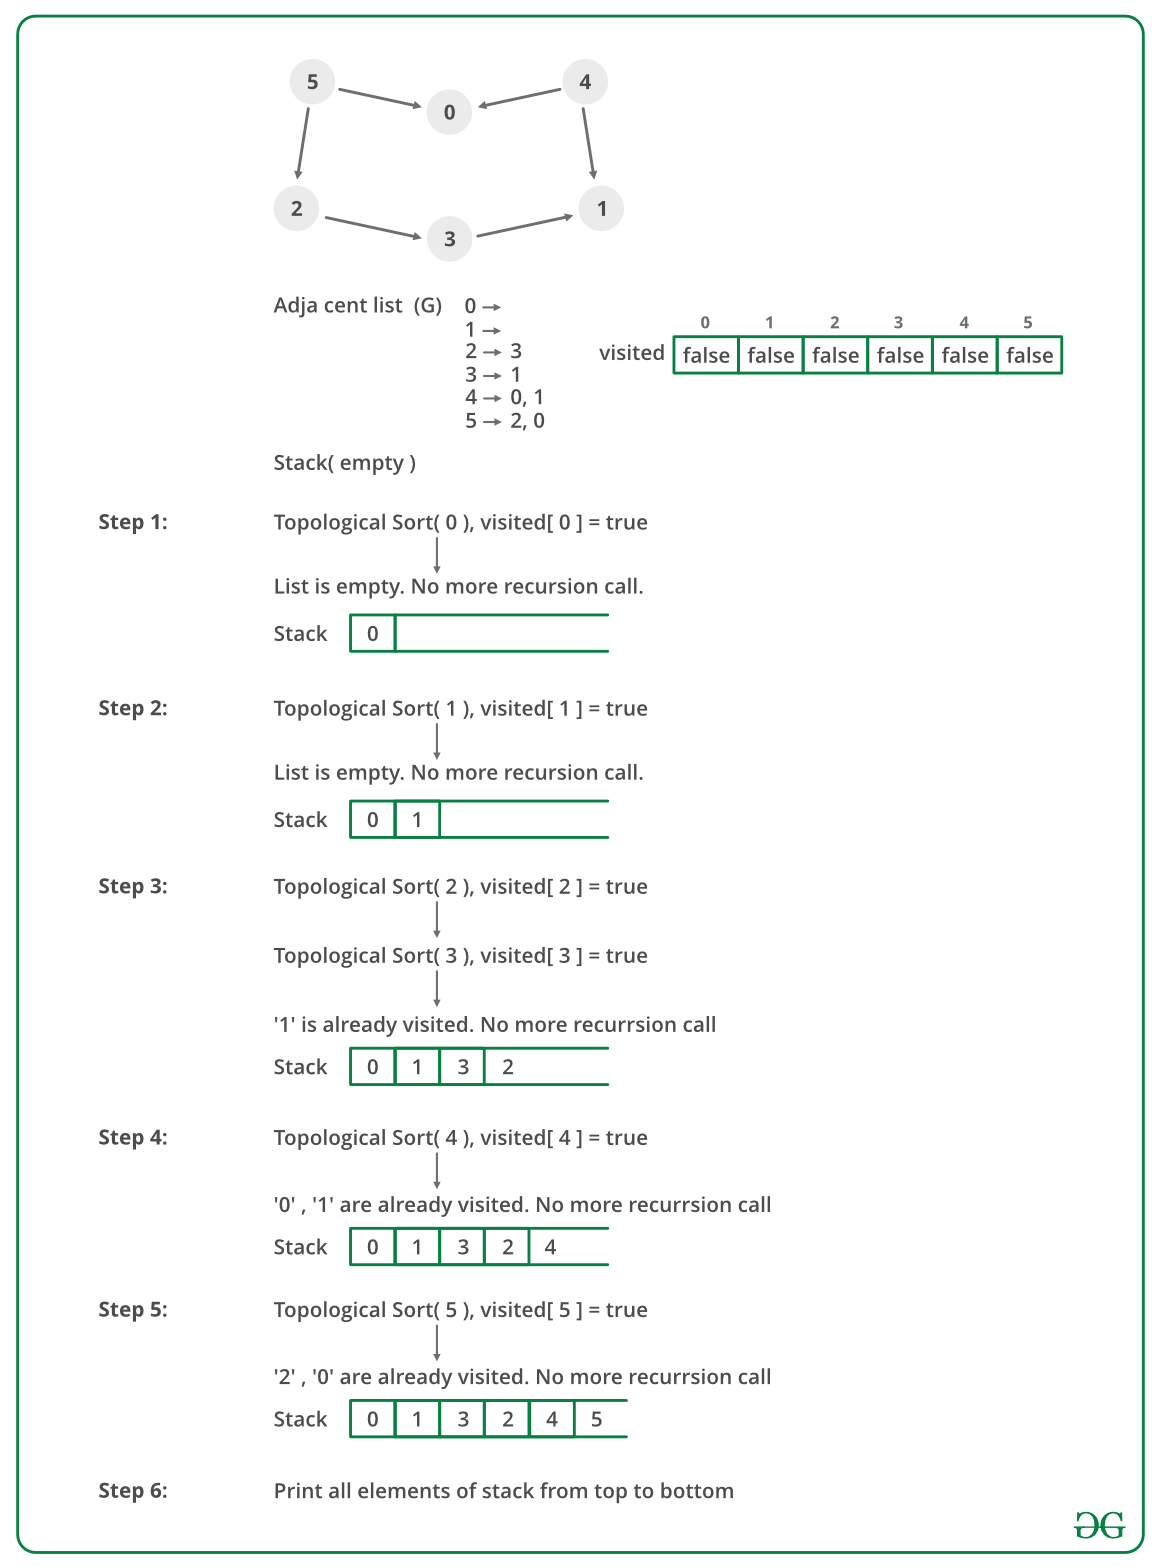 5
4
0
2
1
3
Adja cent list (G)
0 →
1 →
2 → 3
3 → 1
4 → 0, 1
5 → 2, 0
0 1 2 3 4 5
visited false false false false false false
Stack( empty )
Step 1: Topological Sort( 0 ), visited[ 0 ] = true
List is empty. No more recursion call.
Stack 0
Step 2: Topological Sort( 1 ), visited[ 1 ] = true
List is empty. No more recursion call.
Stack 0 1
Step 3: Topological Sort( 2 ), visited[ 2 ] = true
Topological Sort( 3 ), visited[ 3 ] = true
'1' is already visited. No more recurrsion call
Stack 0 1 3 2
Step 4: Topological Sort( 4 ), visited[ 4 ] = true
'0' , '1' are already visited. No more recurrsion call
Stack 0 1 3 2 4
Step 5: Topological Sort( 5 ), visited[ 5 ] = true
'2' , '0' are already visited. No more recurrsion call
Stack 0 1 3 2 4 5
Step 6: Print all elements of stack from top to bottom